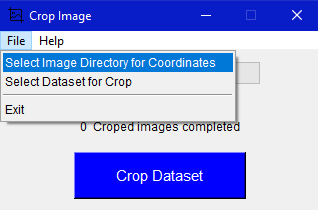 Crop Image
File Help
Select Image Directory for Coordinates
Select Dataset for Crop
Exit
0 Croped images completed
Crop Dataset